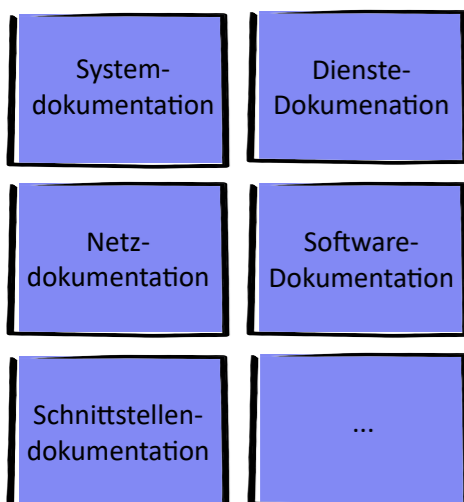 System-
dokumentation
Dienste-
Dokumenation
Netz-
dokumentation
Software-
Dokumentation
Schnittstellen-
dokumentation
...